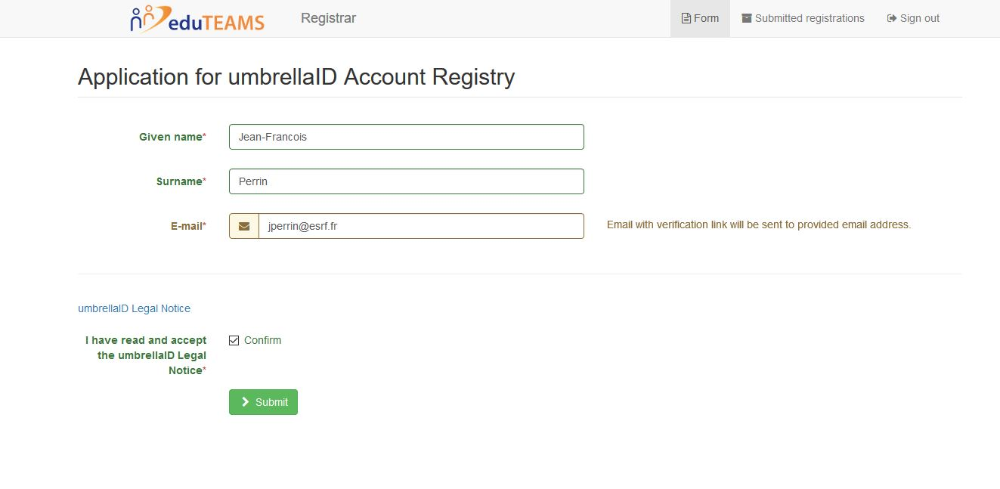 eduTEAMS Registrar Form Submitted registrations Sign out
Application for umbrellaID Account Registry
Given name* Jean-Francois
Surname* Perrin
E-mail* jperrin@esrf.fr Email with verification link will be sent to provided email address.
umbrellaID Legal Notice
I have read and accept Confirm
the umbrellaID Legal
Notice*
Submit